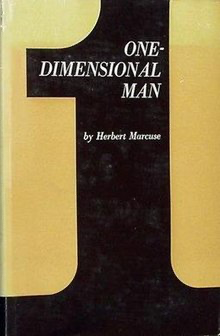 ONE-
DIMENSIONAL
MAN
by Herbert Marcuse